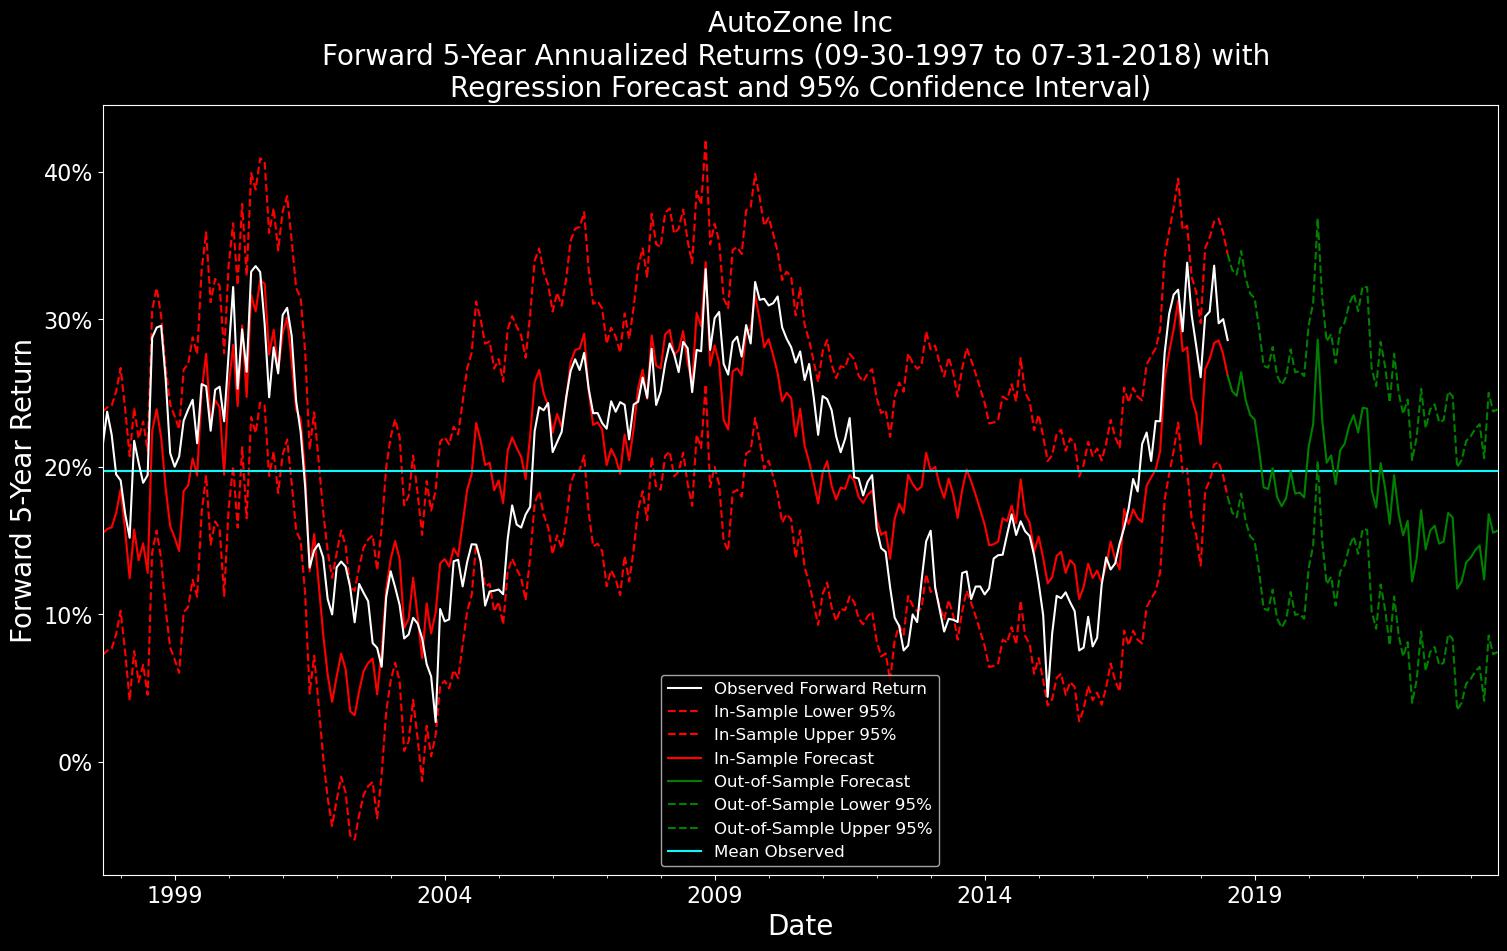 AutoZone Inc
Forward 5-Year Annualized Returns (09-30-1997 to 07-31-2018) with
Regression Forecast and 95% Confidence Interval)
Forward 5-Year Return
40%
30%
20%
10%
0%
Observed Forward Return
In-Sample Lower 95%
In-Sample Upper 95%
In-Sample Forecast
Out-of-Sample Forecast
Out-of-Sample Lower 95%
Out-of-Sample Upper 95%
Mean Observed
1999
2004
2009
2014
2019
Date